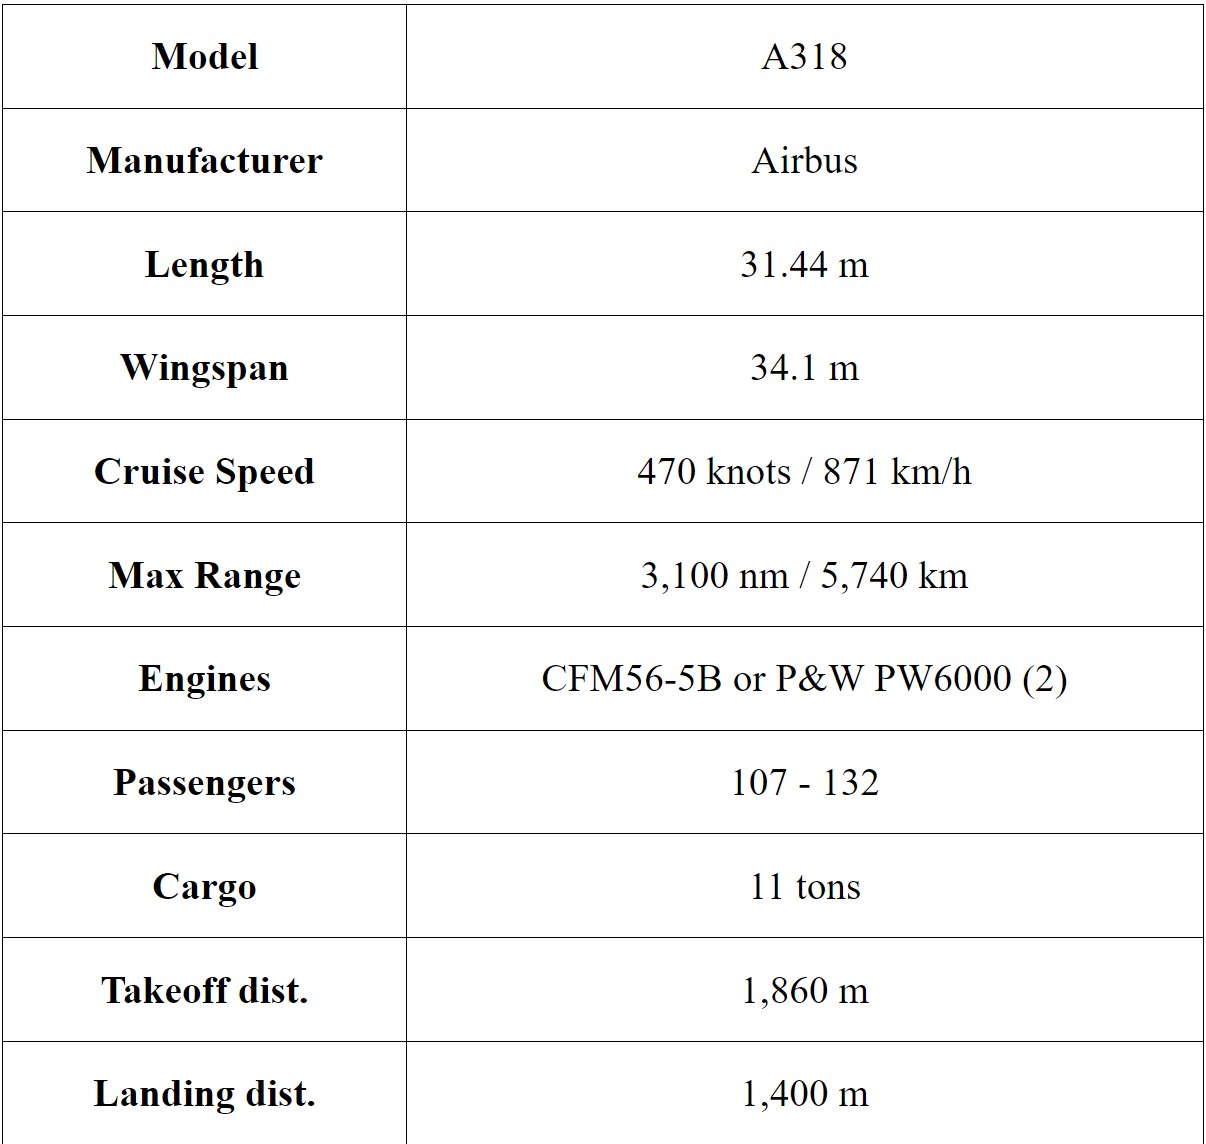 Model A318
Manufacturer Airbus
Length 31.44 m
Wingspan 34.1 m
Cruise Speed 470 knots / 871 km/h
Max Range 3,100 nm / 5,740 km
Engines CFM56-5B or P&W PW6000 (2)
Passengers 107 - 132
Cargo 11 tons
Takeoff dist. 1,860 m
Landing dist. 1,400 m